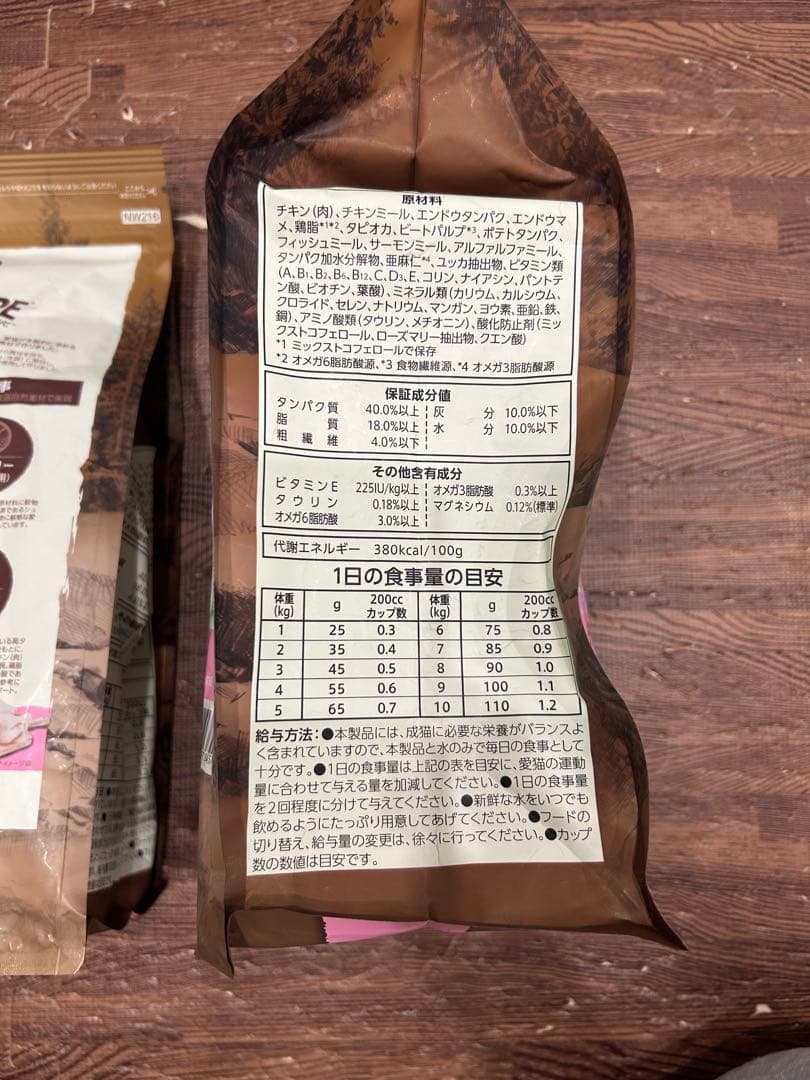 原材料
チキン(肉)、チキンミール、エンドウタンパク、エンドウマ
メ、鶏脂*1*2、タピオカ、ビートパルプ*3、ポテトタンパク、
フィッシュミール、サーモンミール、アルファルファミール、
タンパク加水分解物、亜麻仁*4、ユッカ抽出物、ビタミン類
(A、B1、B2、B6、B12、C、D3、E、コリン、ナイアシン、パントテ
ン酸、ビオチン、葉酸)、ミネラル類(カリウム、カルシウム、
クロライド、セレン、ナトリウム、マンガン、ヨウ素、亜鉛、鉄、
銅)、アミノ酸類(タウリン、メチオニン)、酸化防止剤(ミッ
クストコフェロール、ローズマリー抽出物、クエン酸)
*1 ミックストコフェロールで保存
*2 オメガ6脂肪酸源、*3 食物繊維源、*4 オメガ3脂肪酸源
保証成分値
タンパク質 40.0%以上 灰 分 10.0%以下
脂 質 18.0%以上 水 分 10.0%以下
粗 繊 維 4.0%以下
その他含有成分
ビタミンE 225IU/kg以上 オメガ3脂肪酸 0.3%以上
タウリン 0.18%以上 マグネシウム 0.12%(標準)
オメガ6脂肪酸 3.0%以上
代謝エネルギー 380kcal/100g
1日の食事量の目安
体重(kg) g 200ccカップ数 体重(kg) g 200ccカップ数
1 25 0.3 6 75 0.8
2 35 0.4 7 85 0.9
3 45 0.5 8 90 1.0
4 55 0.6 9 100 1.1
5 65 0.7 10 110 1.2
給与方法:●本製品には、成猫に必要な栄養がバランスよ
く含まれていますので、本製品と水のみで毎日の食事として
十分です。●1日の食事量は上記の表を目安に、愛猫の運動
量に合わせて与える量を加減してください。●1日の食事量
を2回程度に分けて与えてください。●新鮮な水をいつでも
飲めるようにたっぷり用意してあげてください。●フードの
切り替え、給与量の変更は、徐々に行ってください。●カップ
数の数値は目安です。
NW216